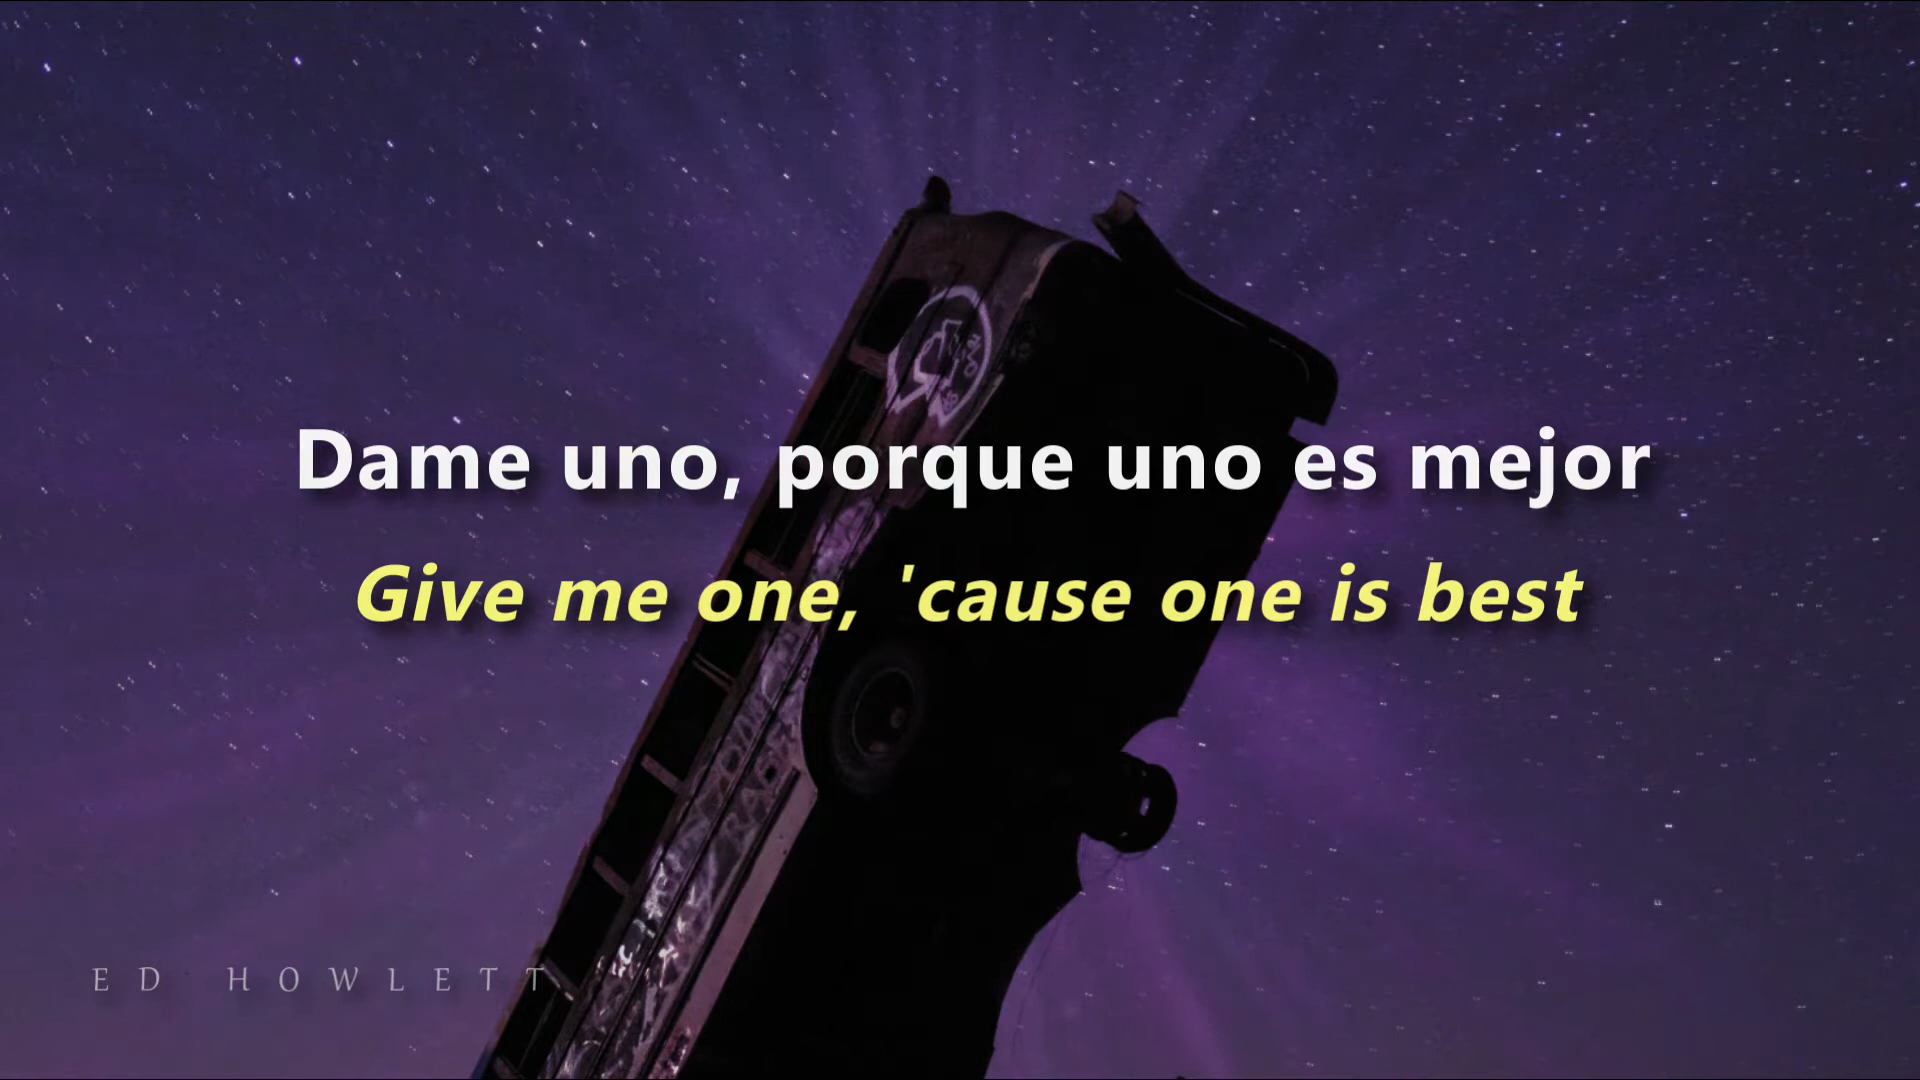 Dame uno, porque uno es mejor
Give me one, 'cause one is best
ED HOWLETT